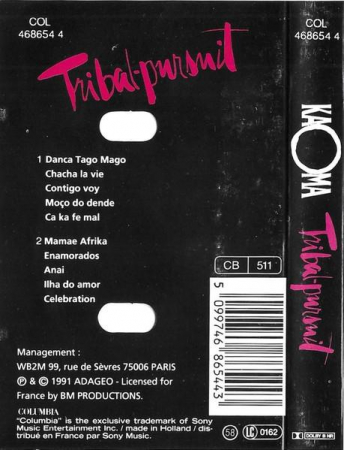 COL
468654 4
Tribal-pursuit
1 Danca Tago Mago
Chacha la vie
Contigo voy
Moço do dende
Ca ka fe mal
2 Mamae Afrika
Enamorados
Anai
Ilha do amor
Celebration
CB 511
5 099746 865443
Management :
WB2M 99, rue de Sèvres 75006 PARIS
℗ & © 1991 ADAGEO - Licensed for
France by BM PRODUCTIONS.
COLUMBIA
"Columbia" is the exclusive trademark of Sony
Music Entertainment Inc. / made in Holland / dis-
tribué en France par Sony Music.
58 LC 0162
COL
468654 4
KAOMA
Tribal-pursuit
DOLBY B NR